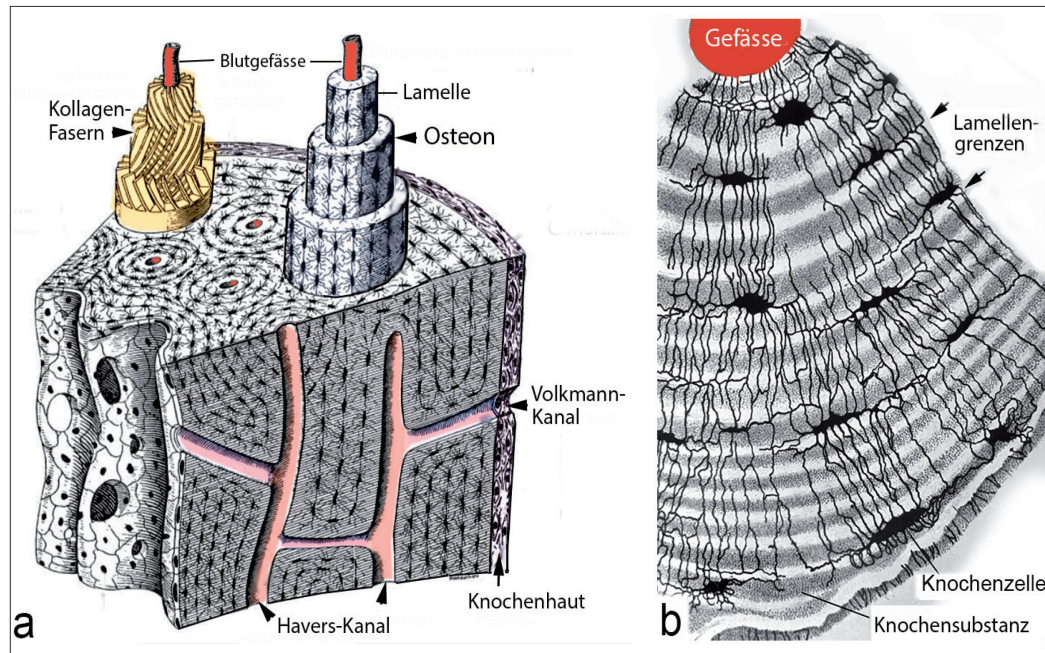 Blutgefässe
Kollagen-
Fasern
Lamelle
Osteon
Volkmann-
Kanal
Knochenhaut
Havers-Kanal
a
Gefässe
Lamellen-
grenzen
Knochenzelle
Knochensubstanz
b